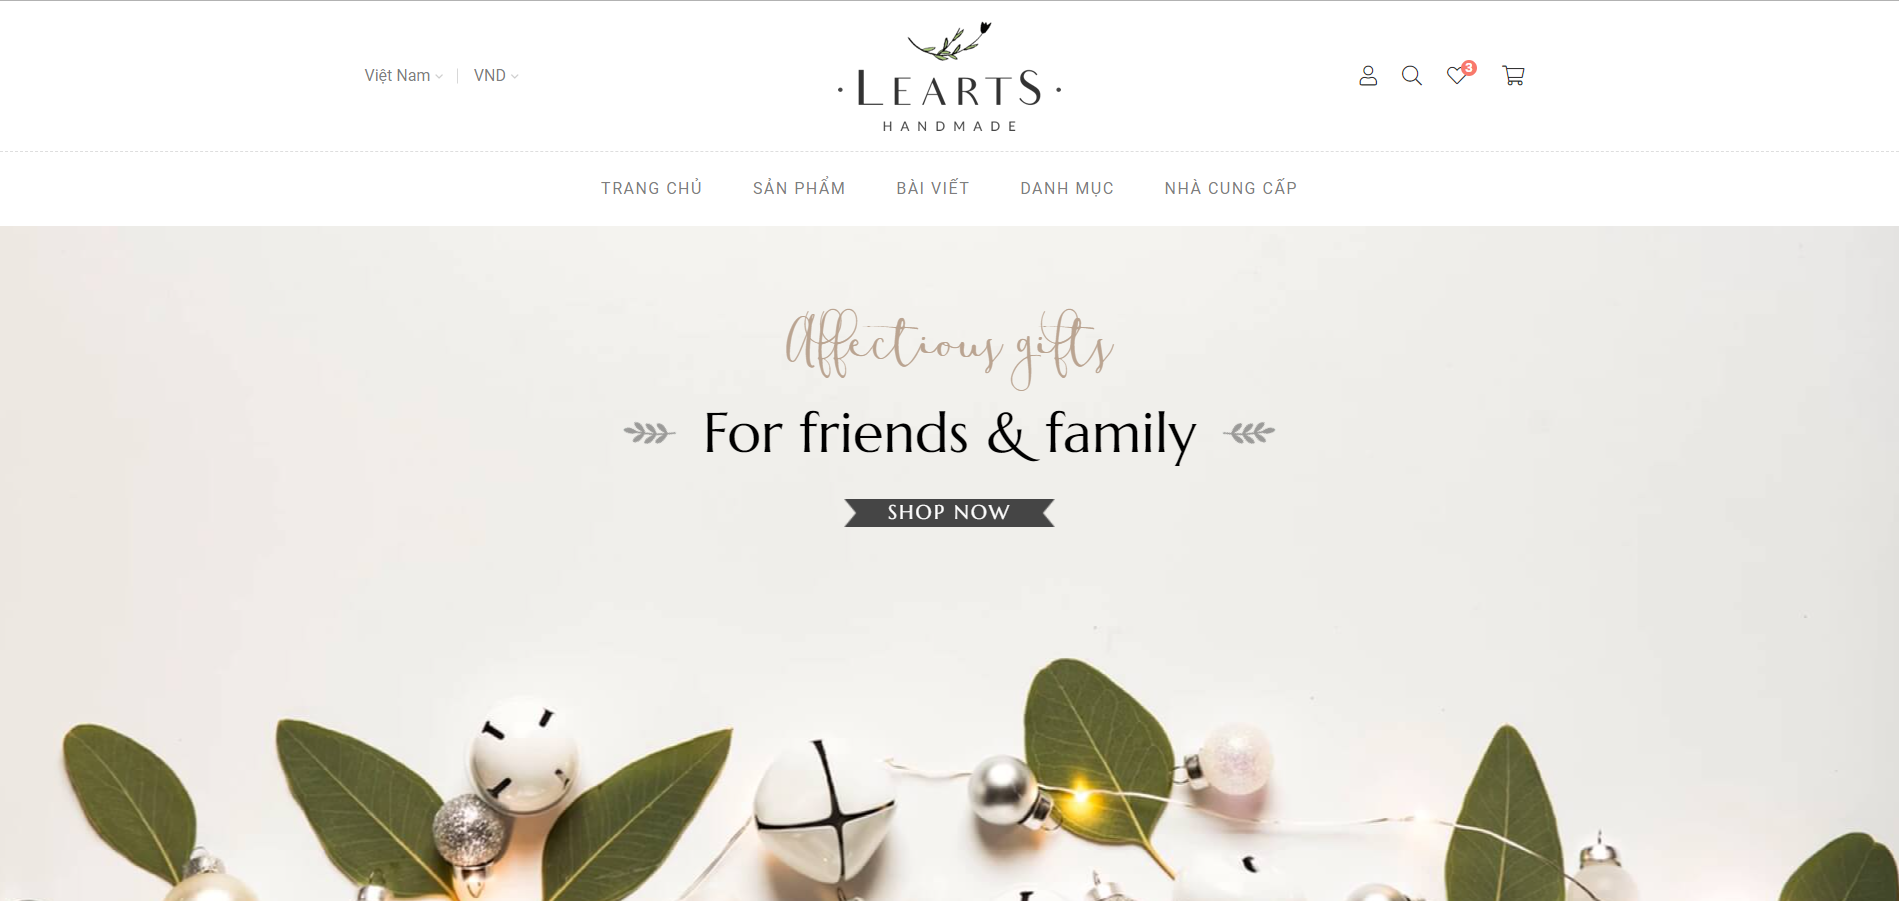 Việt Nam VND
LEARTS
HANDMADE
3
TRANG CHỦ SẢN PHẨM BÀI VIẾT DANH MỤC NHÀ CUNG CẤP
Affectious gifts
For friends & family
SHOP NOW